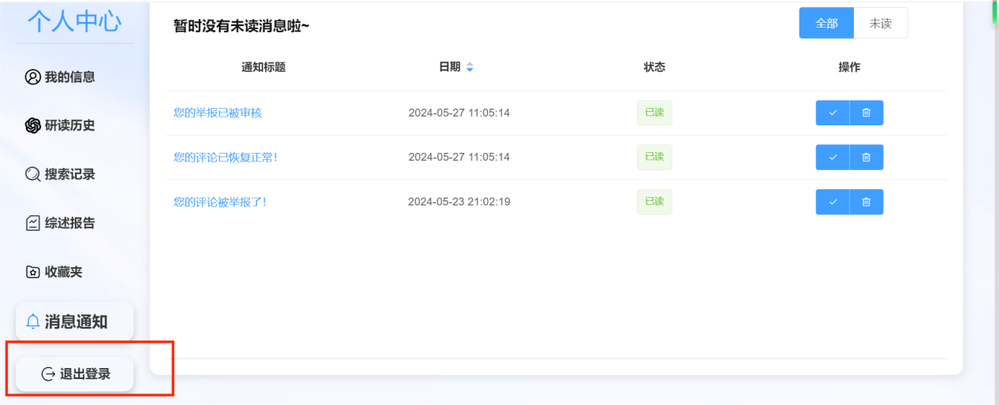 个人中心
我的信息
研读历史
搜索记录
综述报告
收藏夹
消息通知
退出登录
暂时没有未读消息啦~
全部 未读
通知标题 日期 状态 操作
您的举报已被审核 2024-05-27 11:05:14 已读
您的评论已恢复正常! 2024-05-27 11:05:14 已读
您的评论被举报了! 2024-05-23 21:02:19 已读